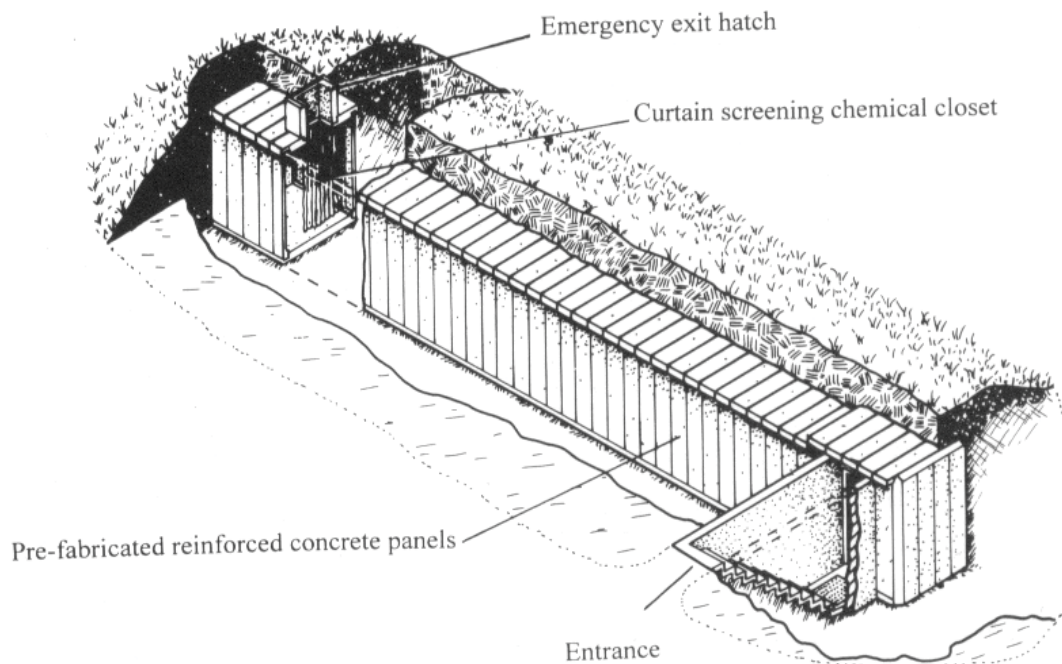 Emergency exit hatch
Curtain screening chemical closet
Pre-fabricated reinforced concrete panels
Entrance